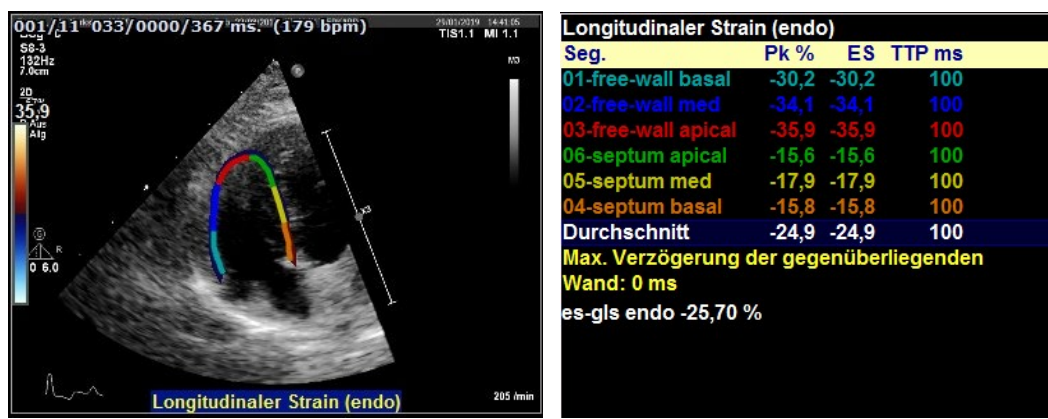 001/11 033/0000/367 ms. (179 bpm)
29/01/2019 14:41:05
TIS1.1 MI 1.1
S8-3
132Hz
7.0cm
M3
2D
35,9
Aus
Allg
G
R
0 6.0
205 /min
Longitudinaler Strain (endo)
Longitudinaler Strain (endo)
Seg. Pk % ES TTP ms
01-free-wall basal -30,2 -30,2 100
02-free-wall med -34,1 -34,1 100
03-free-wall apical -35,9 -35,9 100
06-septum apical -15,6 -15,6 100
05-septum med -17,9 -17,9 100
04-septum basal -15,8 -15,8 100
Durchschnitt -24,9 -24,9 100
Max. Verzögerung der gegenüberliegenden
Wand: 0 ms
es-gls endo -25,70 %